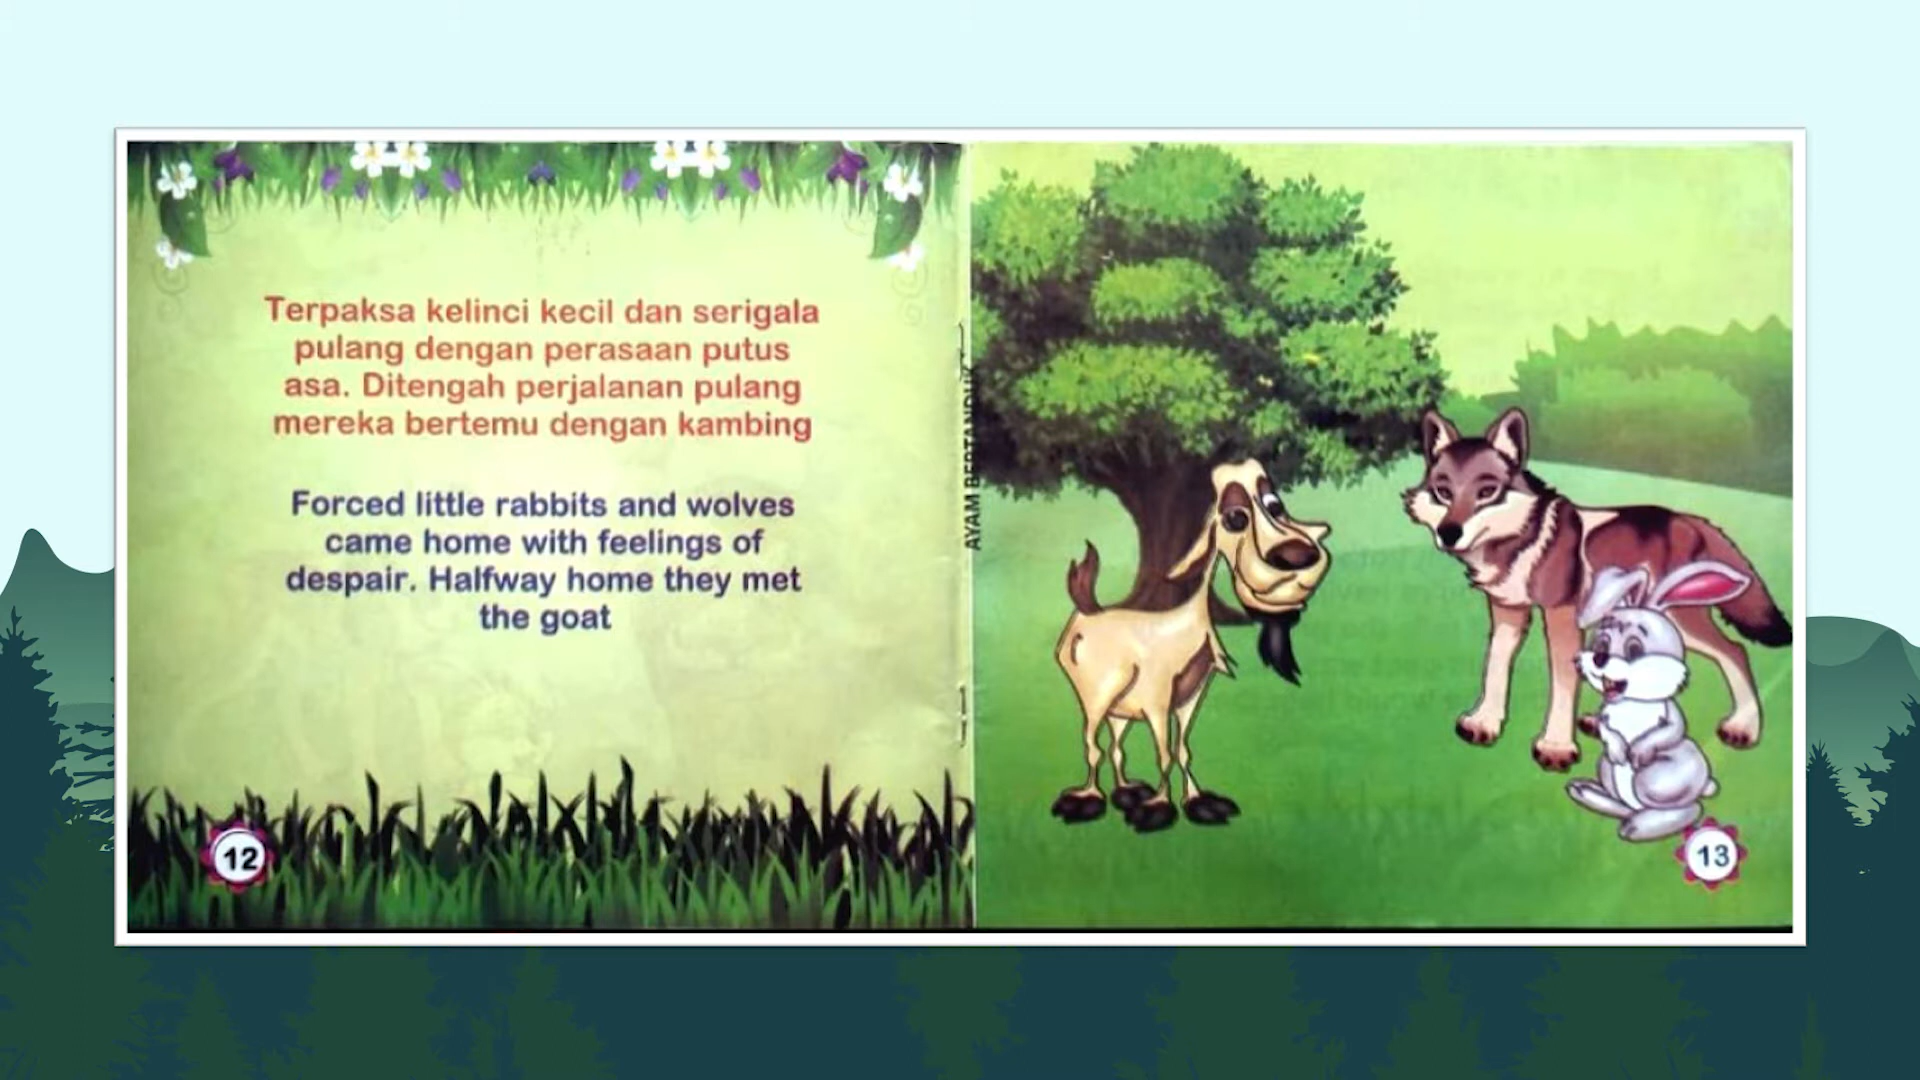 Terpaksa kelinci kecil dan serigala
pulang dengan perasaan putus
asa. Ditengah perjalanan pulang
mereka bertemu dengan kambing
Forced little rabbits and wolves
came home with feelings of
despair. Halfway home they met
the goat
12
AYAM BERTANDUK
13